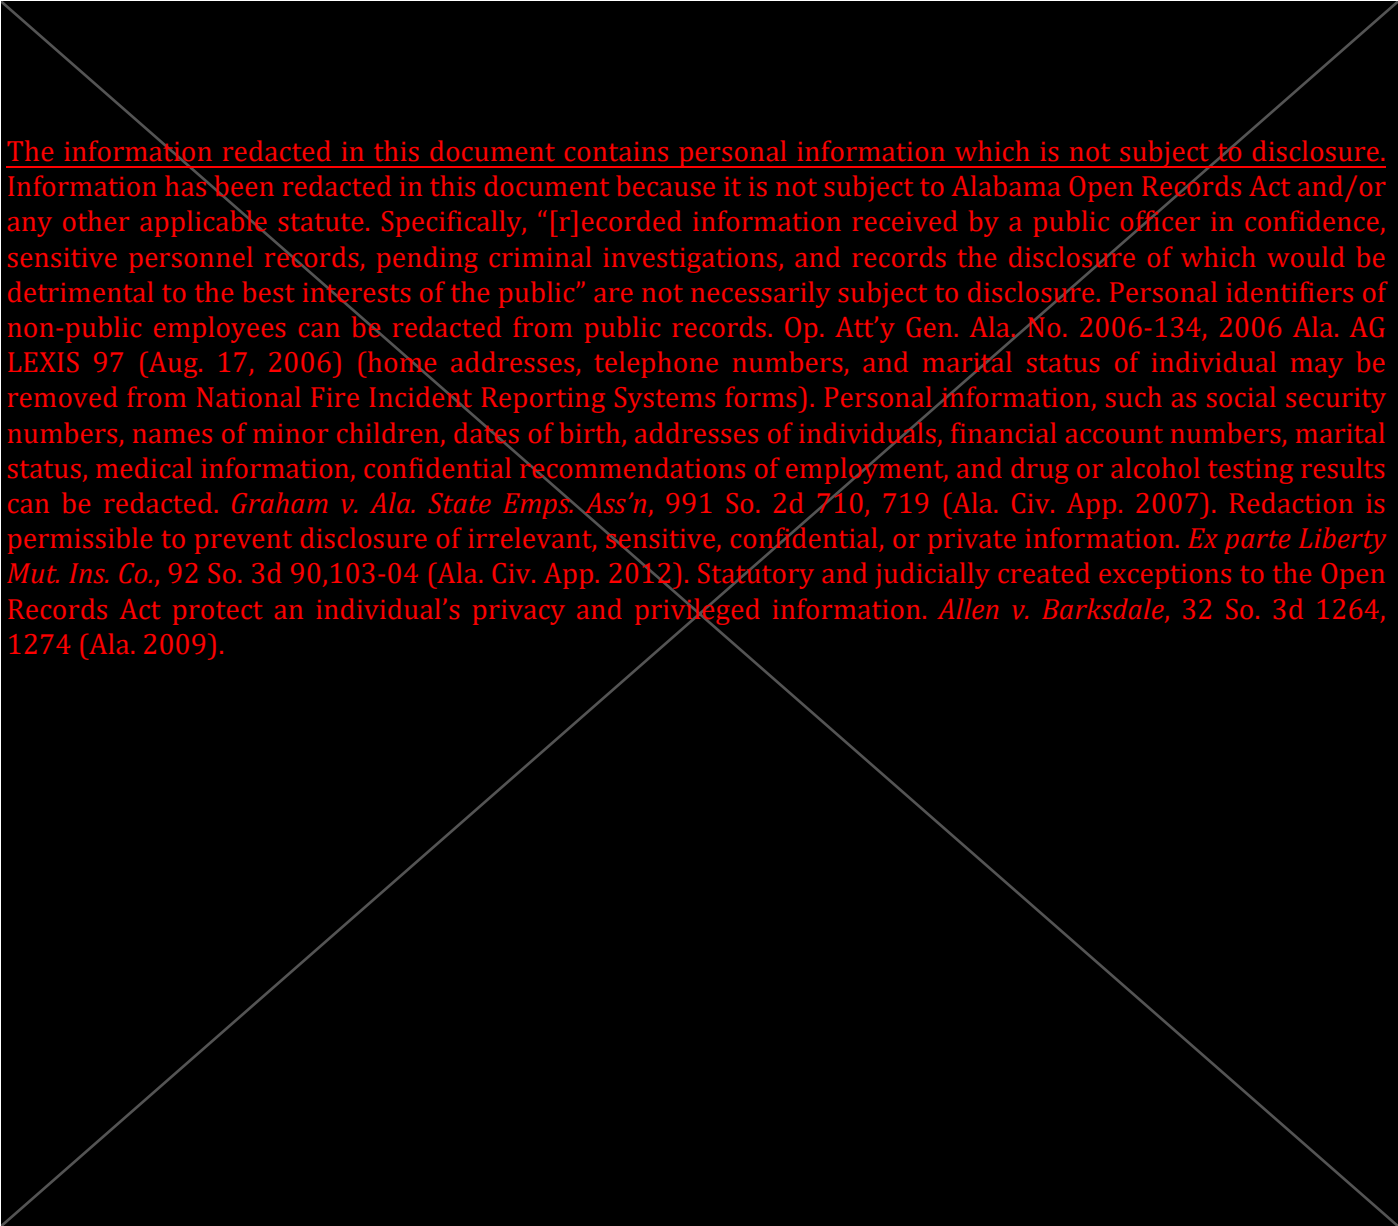 The information redacted in this document contains personal information which is not subject to disclosure.
Information has been redacted in this document because it is not subject to Alabama Open Records Act and/or
any other applicable statute. Specifically, “[r]ecorded information received by a public officer in confidence,
sensitive personnel records, pending criminal investigations, and records the disclosure of which would be
detrimental to the best interests of the public” are not necessarily subject to disclosure. Personal identifiers of
non-public employees can be redacted from public records. Op. Att’y Gen. Ala. No. 2006-134, 2006 Ala. AG
LEXIS 97 (Aug. 17, 2006) (home addresses, telephone numbers, and marital status of individual may be
removed from National Fire Incident Reporting Systems forms). Personal information, such as social security
numbers, names of minor children, dates of birth, addresses of individuals, financial account numbers, marital
status, medical information, confidential recommendations of employment, and drug or alcohol testing results
can be redacted. Graham v. Ala. State Emps. Ass’n, 991 So. 2d 710, 719 (Ala. Civ. App. 2007). Redaction is
permissible to prevent disclosure of irrelevant, sensitive, confidential, or private information. Ex parte Liberty
Mut. Ins. Co., 92 So. 3d 90,103-04 (Ala. Civ. App. 2012). Statutory and judicially created exceptions to the Open
Records Act protect an individual’s privacy and privileged information. Allen v. Barksdale, 32 So. 3d 1264,
1274 (Ala. 2009).